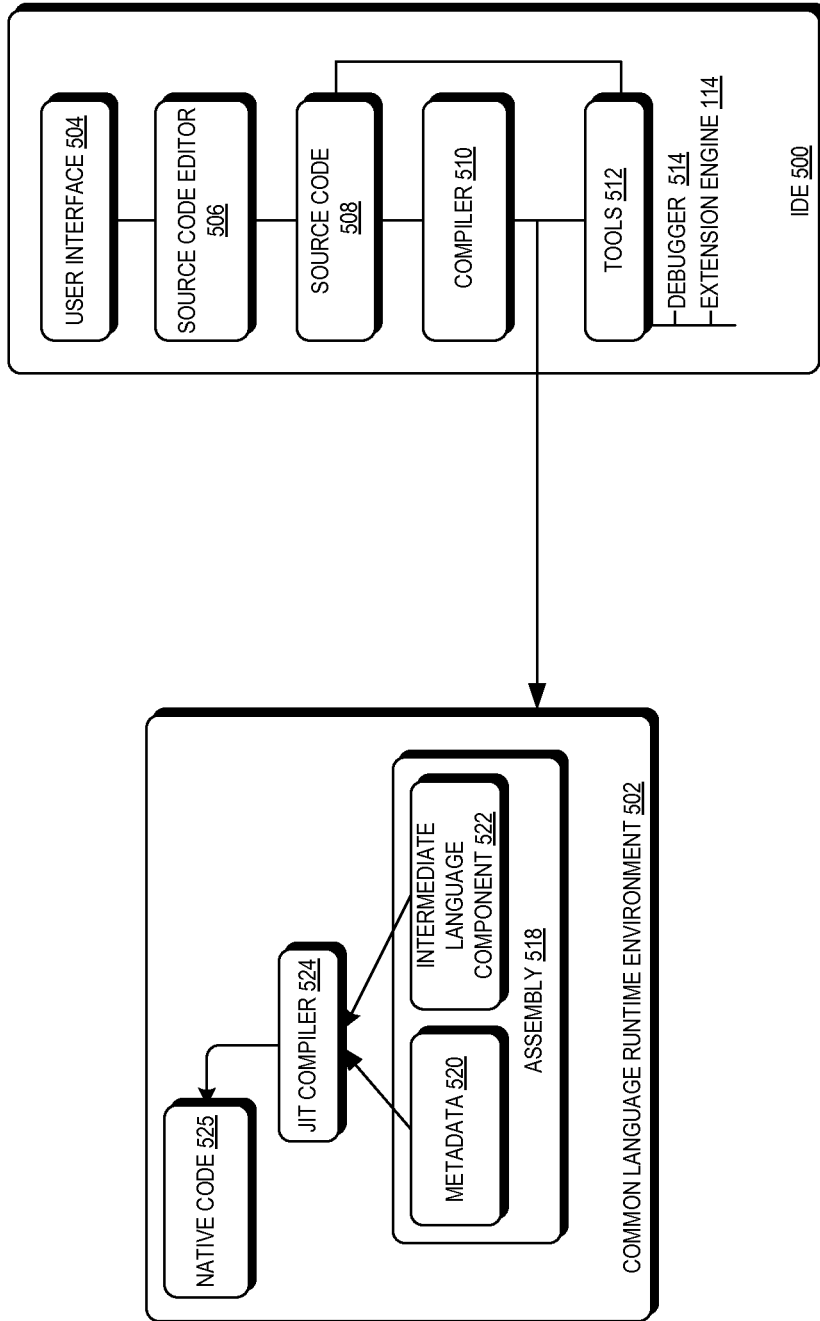 USER INTERFACE 504
SOURCE CODE EDITOR
506
SOURCE CODE
508
COMPILER 510
TOOLS 512
DEBUGGER 514
EXTENSION ENGINE 114
IDE 500
NATIVE CODE 525
JIT COMPILER 524
METADATA 520
INTERMEDIATE
LANGUAGE
COMPONENT 522
ASSEMBLY 518
COMMON LANGUAGE RUNTIME ENVIRONMENT 502